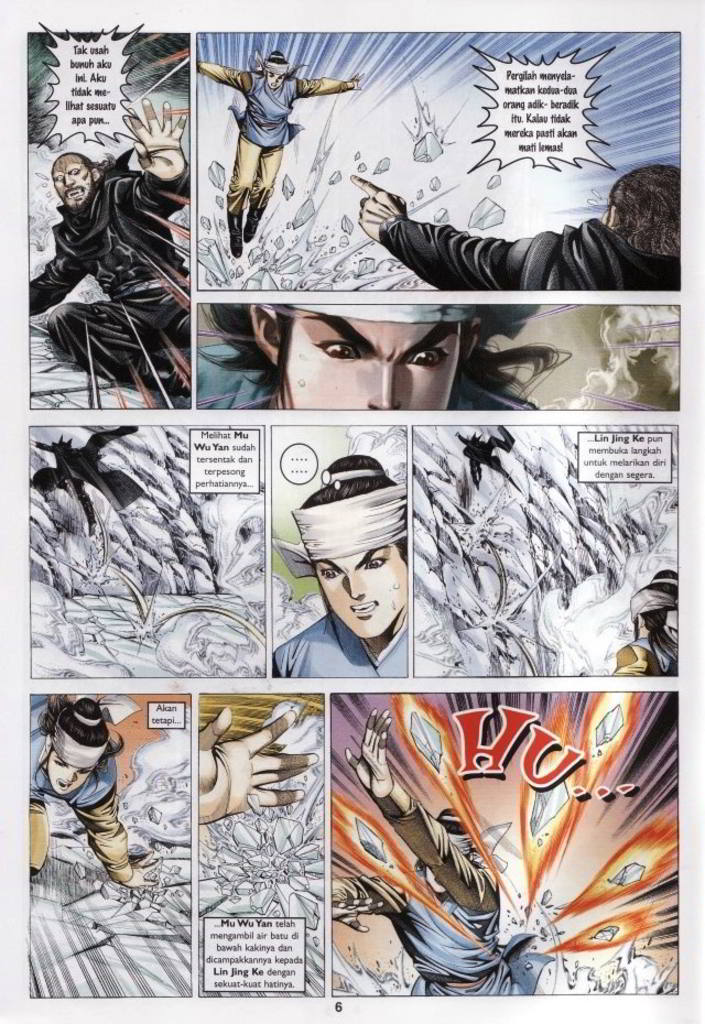 Tak usah
bunuh aku
ini. Aku
tidak me-
lihat sesuatu
apa pun...
Pergilah menyela-
matkan kedua-dua
orang adik- beradik
itu. Kalau tidak
mereka pasti akan
mati lemas!
Melihat Mu
Wu Yan sudah
tersentak dan
terpesong
perhatiannya...
....
....
...Lin Jing Ke pun
membuka langkah
untuk melarikan diri
dengan segera.
Akan
tetapi...
...Mu Wu Yan telah
mengambil air batu di
bawah kakinya dan
dicampakkannya kepada
Lin Jing Ke dengan
sekuat-kuat hatinya.
HU...
6